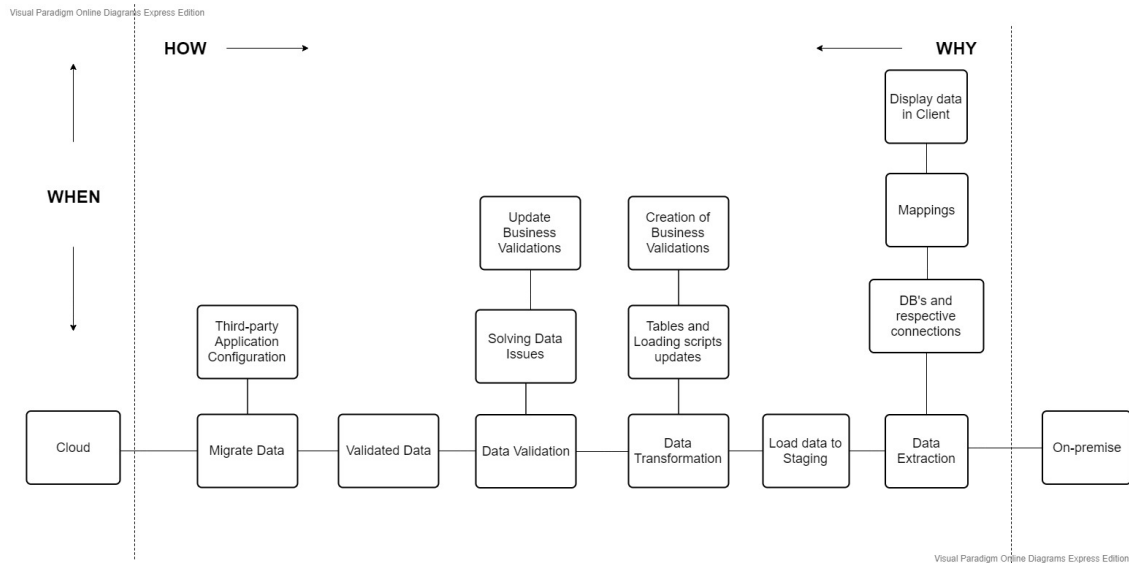 Visual Paradigm Online Diagrams Express Edition
HOW
WHY
WHEN
Display data
in Client
Mappings
Update
Business
Validations
Creation of
Business
Validations
DB's and
respective
connections
Third-party
Application
Configuration
Solving Data
Issues
Tables and
Loading scripts
updates
Cloud
Migrate Data
Validated Data
Data Validation
Data
Transformation
Load data to
Staging
Data
Extraction
On-premise
Visual Paradigm Online Diagrams Express Edition